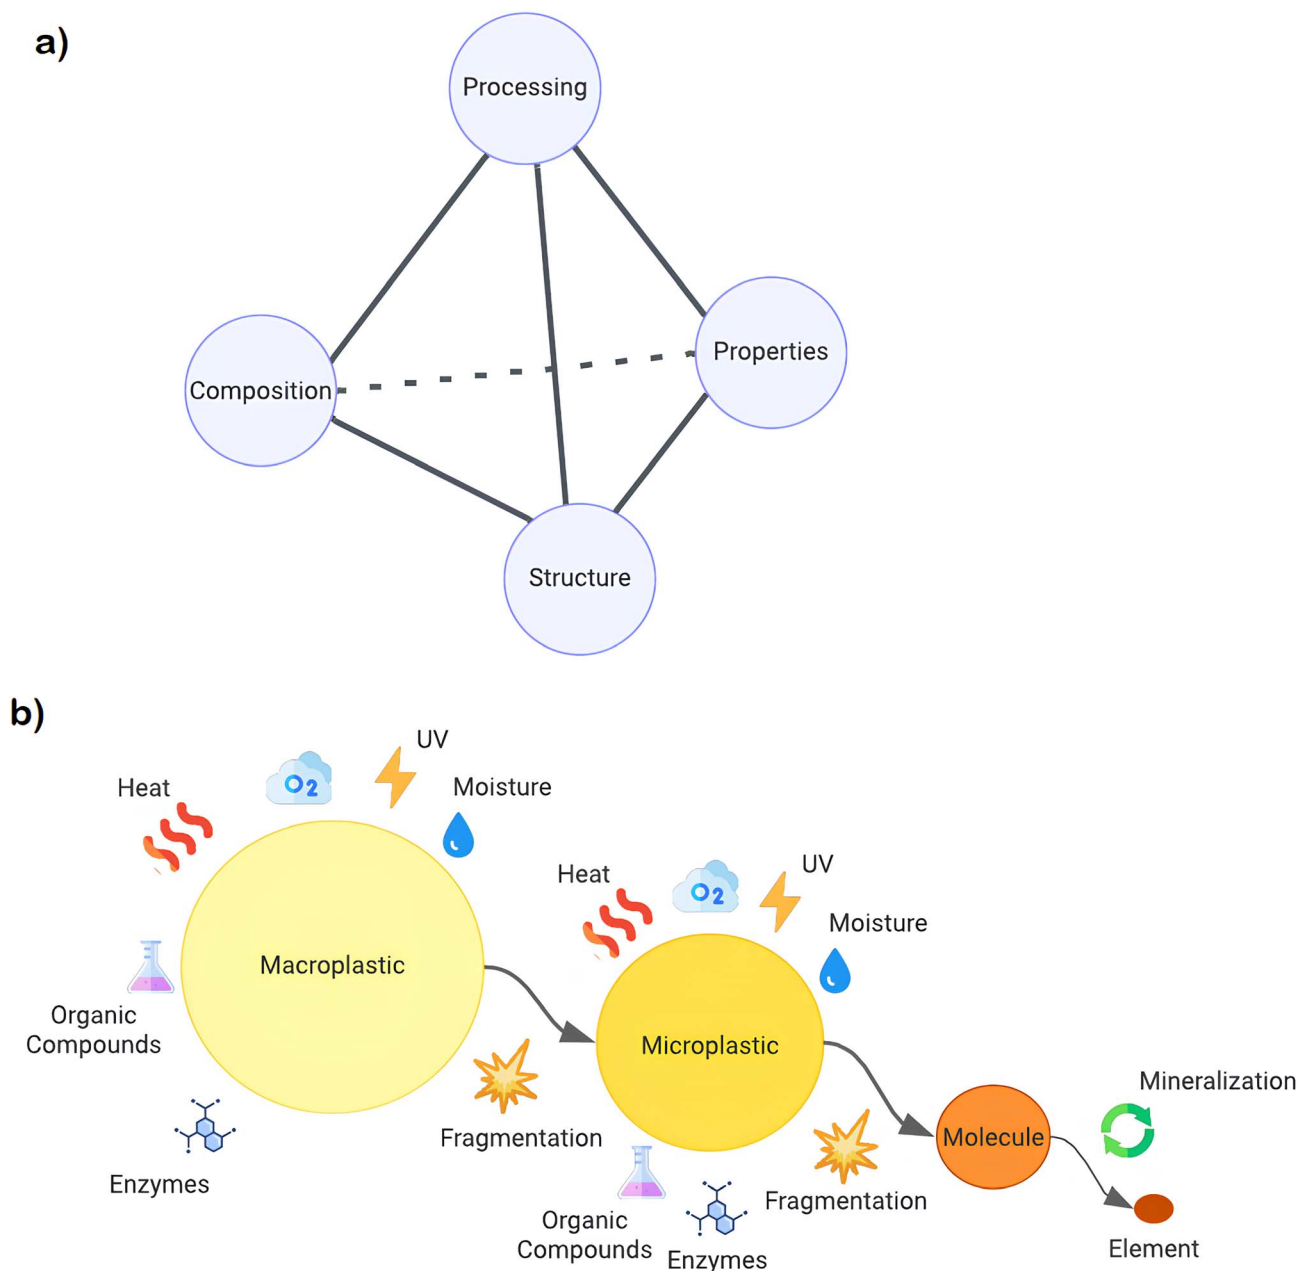 a)
Processing
Properties
Composition
Structure
b)
UV
Heat
O2
Moisture
Macroplastic
Organic
Compounds
Enzymes
Fragmentation
UV
Heat
O2
Moisture
Microplastic
Organic
Compounds
Enzymes
Fragmentation
Molecule
Mineralization
Element